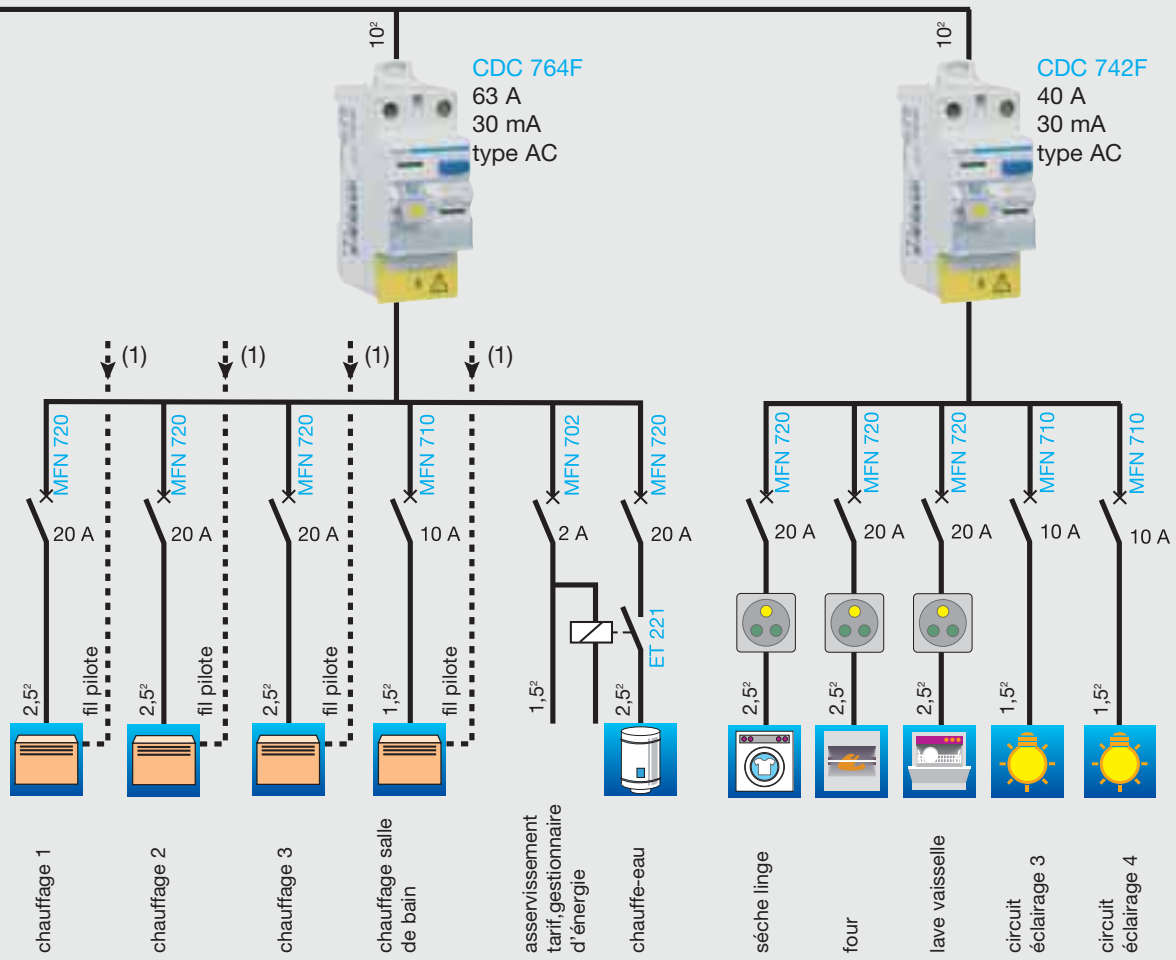 10²
10²
CDC 764F
63 A
30 mA
type AC
CDC 742F
40 A
30 mA
type AC
(1)
(1)
(1)
(1)
MFN 720
MFN 720
MFN 720
MFN 710
MFN 702
MFN 720
MFN 720
MFN 720
MFN 720
MFN 710
MFN 710
20 A
20 A
20 A
10 A
2 A
20 A
20 A
20 A
20 A
10 A
10 A
ET 221
2,5²
fil pilote
2,5²
fil pilote
2,5²
fil pilote
1,5²
fil pilote
1,5²
2,5²
2,5²
2,5²
2,5²
1,5²
1,5²
chauffage 1
chauffage 2
chauffage 3
chauffage salle
de bain
asservissement
tarif,gestionnaire
d'énergie
chauffe-eau
séche linge
four
lave vaisselle
circuit
éclairage 3
circuit
éclairage 4